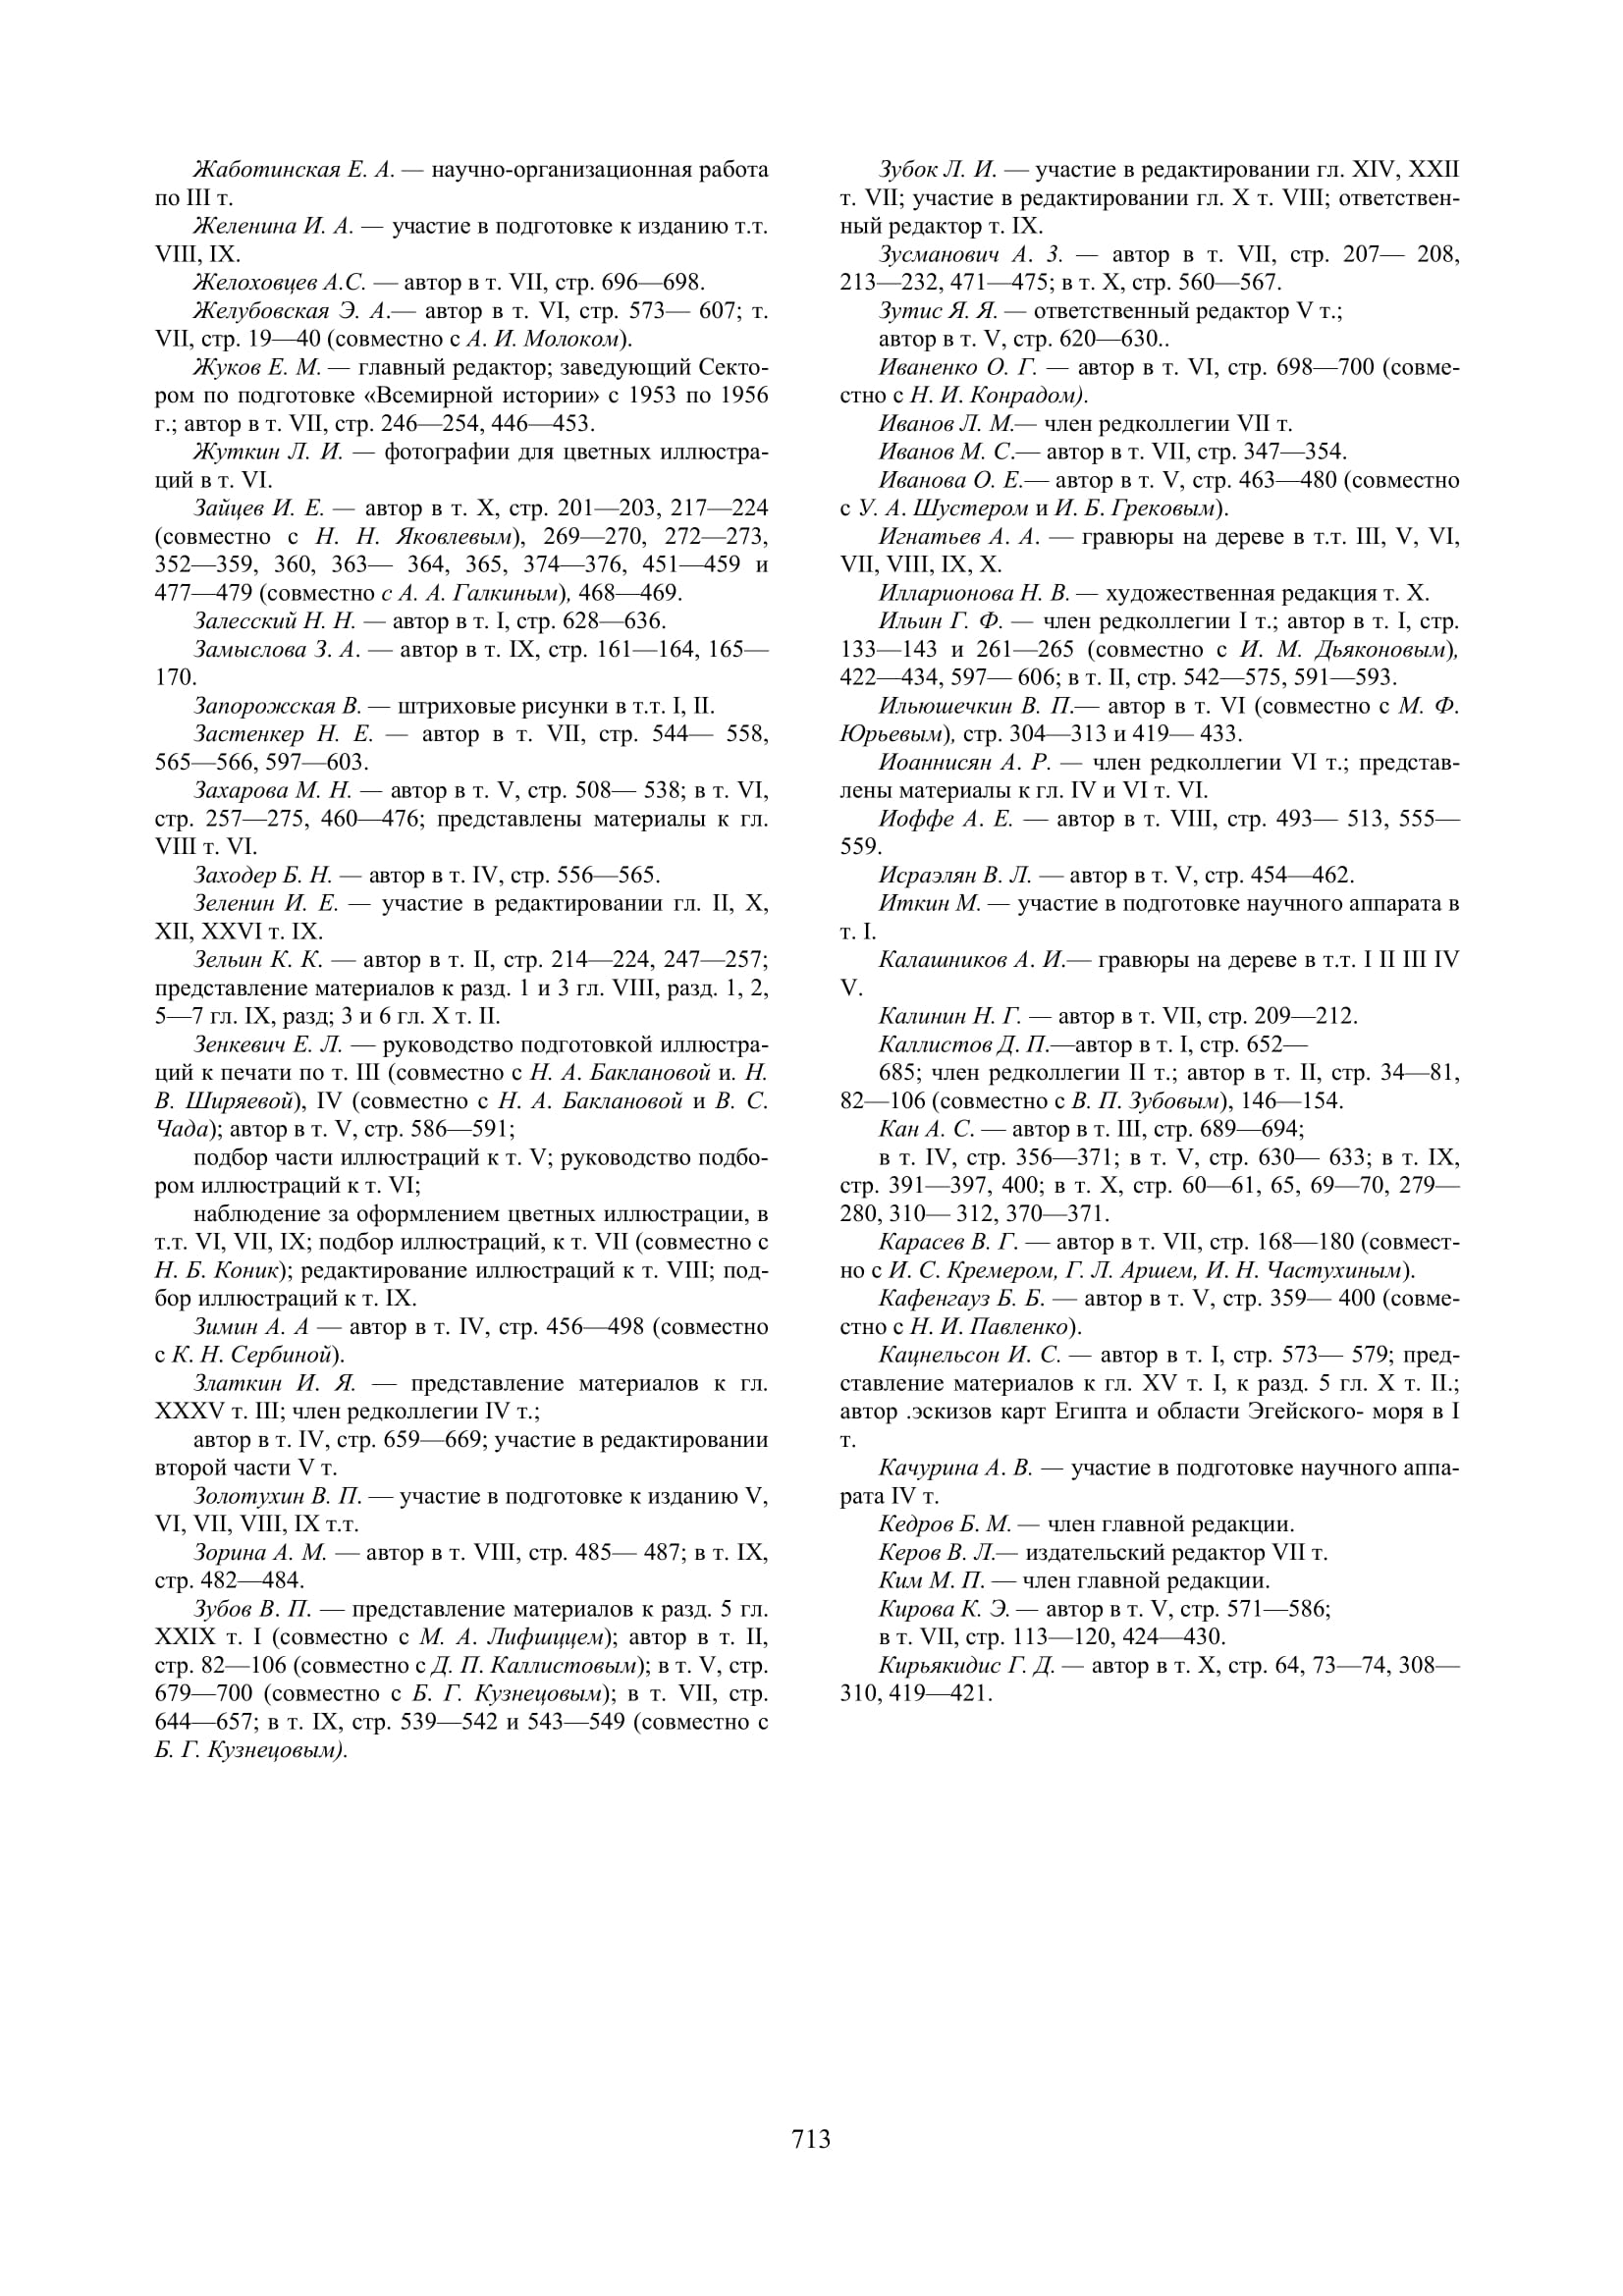 Жаботинская Е. А. — научно-организационная работа
по III т.
Желенина И. А. — участие в подготовке к изданию т.т.
VIII, IX.
Желоховцев А.С. — автор в т. VII, стр. 696—698.
Желубовская Э. А.— автор в т. VI, стр. 573— 607; т.
VII, стр. 19—40 (совместно с А. И. Молоком).
Жуков Е. М. — главный редактор; заведующий Секто-
ром по подготовке «Всемирной истории» с 1953 по 1956
г.; автор в т. VII, стр. 246—254, 446—453.
Жуткин Л. И. — фотографии для цветных иллюстра-
ций в т. VI.
Зайцев И. Е. — автор в т. X, стр. 201—203, 217—224
(совместно с Н. Н. Яковлевым), 269—270, 272—273,
352—359, 360, 363— 364, 365, 374—376, 451—459 и
477—479 (совместно с А. А. Галкиным), 468—469.
Залесский Н. Н. — автор в т. I, стр. 628—636.
Замыслова З. А. — автор в т. IX, стр. 161—164, 165—
170.
Запорожская В. — штриховые рисунки в т.т. I, II.
Застенкер Н. Е. — автор в т. VII, стр. 544— 558,
565—566, 597—603.
Захарова М. Н. — автор в т. V, стр. 508— 538; в т. VI,
стр. 257—275, 460—476; представлены материалы к гл.
VIII т. VI.
Заходер Б. Н. — автор в т. IV, стр. 556—565.
Зеленин И. Е. — участие в редактировании гл. II, X,
XII, XXVI т. IX.
Зельин К. К. — автор в т. II, стр. 214—224, 247—257;
представление материалов к разд. 1 и 3 гл. VIII, разд. 1, 2,
5—7 гл. IX, разд; 3 и 6 гл. X т. II.
Зенкевич Е. Л. — руководство подготовкой иллюстра-
ций к печати по т. III (совместно с Н. А. Баклановой и. Н.
В. Ширяевой), IV (совместно с Н. А. Баклановой и В. С.
Чада); автор в т. V, стр. 586—591;
подбор части иллюстраций к т. V; руководство подбо-
ром иллюстраций к т. VI;
наблюдение за оформлением цветных иллюстрации, в
т.т. VI, VII, IX; подбор иллюстраций, к т. VII (совместно с
Н. Б. Коник); редактирование иллюстраций к т. VIII; под-
бор иллюстраций к т. IX.
Зимин А. А — автор в т. IV, стр. 456—498 (совместно
с К. Н. Сербиной).
Златкин И. Я. — представление материалов к гл.
XXXV т. III; член редколлегии IV т.;
автор в т. IV, стр. 659—669; участие в редактировании
второй части V т.
Золотухин В. П. — участие в подготовке к изданию V,
VI, VII, VIII, IX т.т.
Зорина А. М. — автор в т. VIII, стр. 485— 487; в т. IX,
стр. 482—484.
Зубов В. П. — представление материалов к разд. 5 гл.
XXIX т. I (совместно с М. А. Лифшицем); автор в т. II,
стр. 82—106 (совместно с Д. П. Каллистовым); в т. V, стр.
679—700 (совместно с Б. Г. Кузнецовым); в т. VII, стр.
644—657; в т. IX, стр. 539—542 и 543—549 (совместно с
Б. Г. Кузнецовым).
Зубок Л. И. — участие в редактировании гл. XIV, XXII
т. VII; участие в редактировании гл. X т. VIII; ответствен-
ный редактор т. IX.
Зусманович А. З. — автор в т. VII, стр. 207— 208,
213—232, 471—475; в т. X, стр. 560—567.
Зутис Я. Я. — ответственный редактор V т.;
автор в т. V, стр. 620—630..
Иваненко О. Г. — автор в т. VI, стр. 698—700 (совме-
стно с Н. И. Конрадом).
Иванов Л. М.— член редколлегии VII т.
Иванов М. С.— автор в т. VII, стр. 347—354.
Иванова О. Е.— автор в т. V, стр. 463—480 (совместно
с У. А. Шустером и И. Б. Грековым).
Игнатьев А. А. — гравюры на дереве в т.т. III, V, VI,
VII, VIII, IX, X.
Илларионова Н. В. — художественная редакция т. X.
Ильин Г. Ф. — член редколлегии I т.; автор в т. I, стр.
133—143 и 261—265 (совместно с И. М. Дьяконовым),
422—434, 597— 606; в т. II, стр. 542—575, 591—593.
Ильюшечкин В. П.— автор в т. VI (совместно с М. Ф.
Юрьевым), стр. 304—313 и 419— 433.
Иоаннисян А. Р. — член редколлегии VI т.; представ-
лены материалы к гл. IV и VI т. VI.
Иоффе А. Е. — автор в т. VIII, стр. 493— 513, 555—
559.
Исраэлян В. Л. — автор в т. V, стр. 454—462.
Иткин М. — участие в подготовке научного аппарата в
т. I.
Калашников А. И.— гравюры на дереве в т.т. I II III IV
V.
Калинин Н. Г. — автор в т. VII, стр. 209—212.
Каллистов Д. П.—автор в т. I, стр. 652—
685; член редколлегии II т.; автор в т. II, стр. 34—81,
82—106 (совместно с В. П. Зубовым), 146—154.
Кан А. С. — автор в т. III, стр. 689—694;
в т. IV, стр. 356—371; в т. V, стр. 630— 633; в т. IX,
стр. 391—397, 400; в т. X, стр. 60—61, 65, 69—70, 279—
280, 310— 312, 370—371.
Карасев В. Г. — автор в т. VII, стр. 168—180 (совмест-
но с И. С. Кремером, Г. Л. Аршем, И. Н. Частухиным).
Кафенгауз Б. Б. — автор в т. V, стр. 359— 400 (совме-
стно с Н. И. Павленко).
Кацнельсон И. С. — автор в т. I, стр. 573— 579; пред-
ставление материалов к гл. XV т. I, к разд. 5 гл. X т. II.;
автор .эскизов карт Египта и области Эгейского- моря в I
т.
Качурина А. В. — участие в подготовке научного аппа-
рата IV т.
Кедров Б. М. — член главной редакции.
Керов В. Л.— издательский редактор VII т.
Ким М. П. — член главной редакции.
Кирова К. Э. — автор в т. V, стр. 571—586;
в т. VII, стр. 113—120, 424—430.
Кирьякидис Г. Д. — автор в т. X, стр. 64, 73—74, 308—
310, 419—421.
713